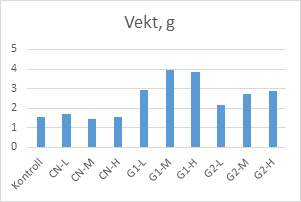 Vekt, g
5
4
3
2
1
0
Kontroll
CN-L
CN-M
CN-H
G1-L
G1-M
G1-H
G2-L
G2-M
G2-H